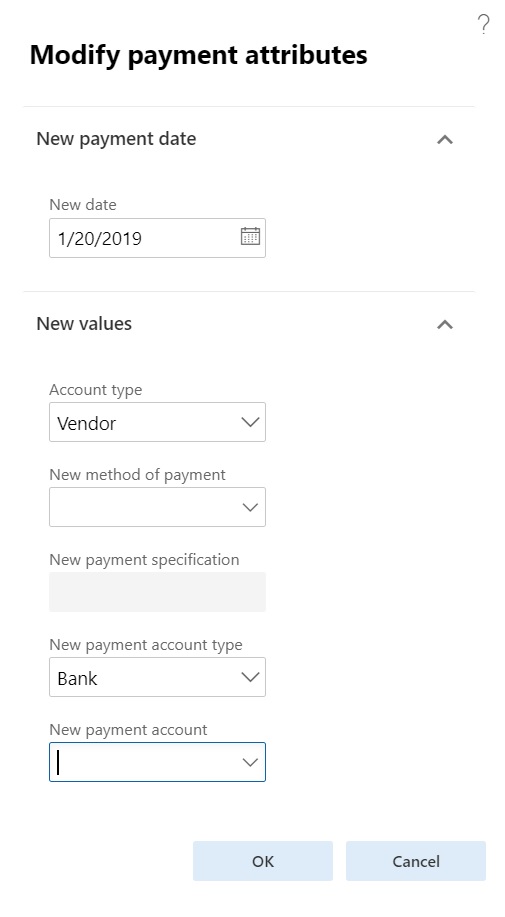 ?
Modify payment attributes
New payment date
New date
1/20/2019
New values
Account type
Vendor
New method of payment
New payment specification
New payment account type
Bank
New payment account
OK Cancel